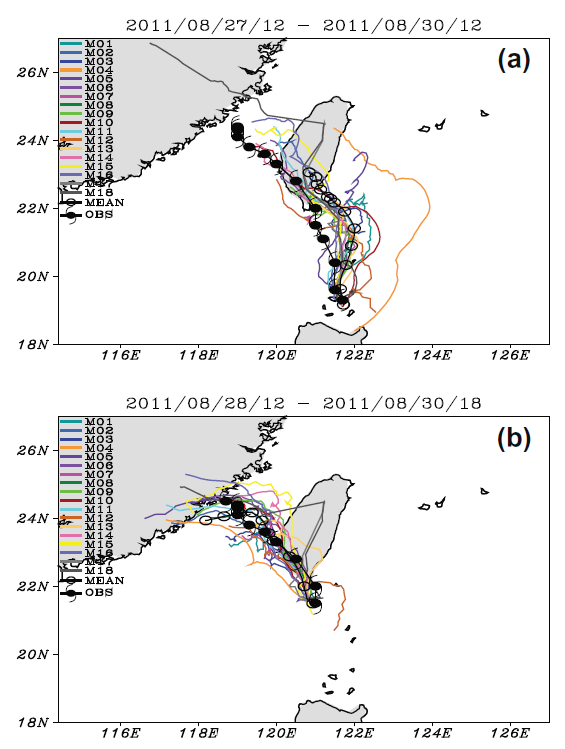 2011/08/27/12 - 2011/08/30/12
(a)
26N
24N
22N
20N
18N
M01
M02
M03
M04
M05
M06
M07
M08
M09
M10
M11
M12
M13
M14
M15
M16
M17
M18
MEAN
OBS
116E 118E 120E 122E 124E 126E
2011/08/28/12 - 2011/08/30/18
(b)
26N
24N
22N
20N
18N
M01
M02
M03
M04
M05
M06
M07
M08
M09
M10
M11
M12
M13
M14
M15
M16
M17
M18
MEAN
OBS
116E 118E 120E 122E 124E 126E